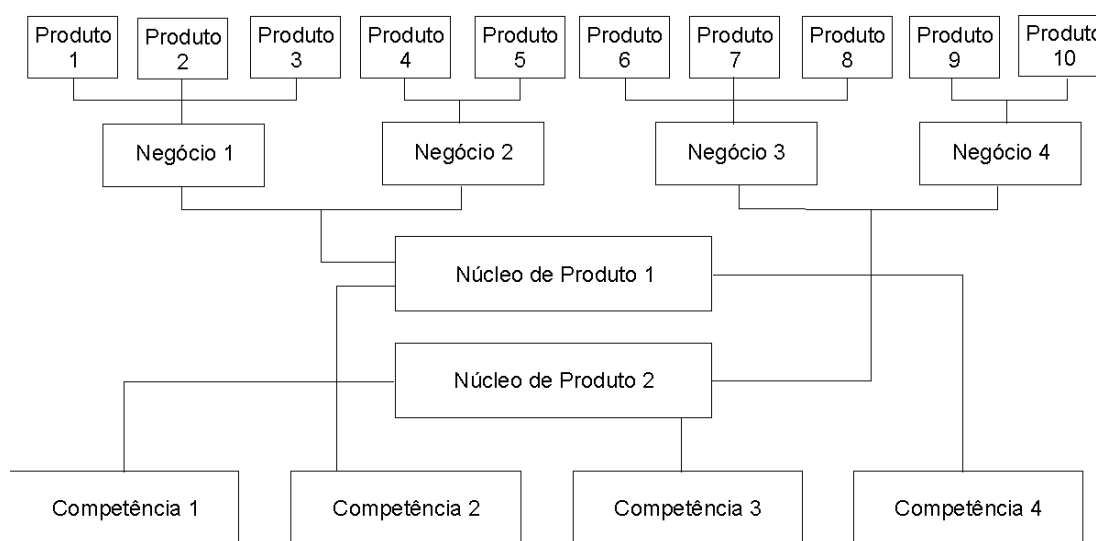 Produto
1
Produto
2
Produto
3
Produto
4
Produto
5
Produto
6
Produto
7
Produto
8
Produto
9
Produto
10
Negócio 1
Negócio 2
Negócio 3
Negócio 4
Núcleo de Produto 1
Núcleo de Produto 2
Competência 1
Competência 2
Competência 3
Competência 4